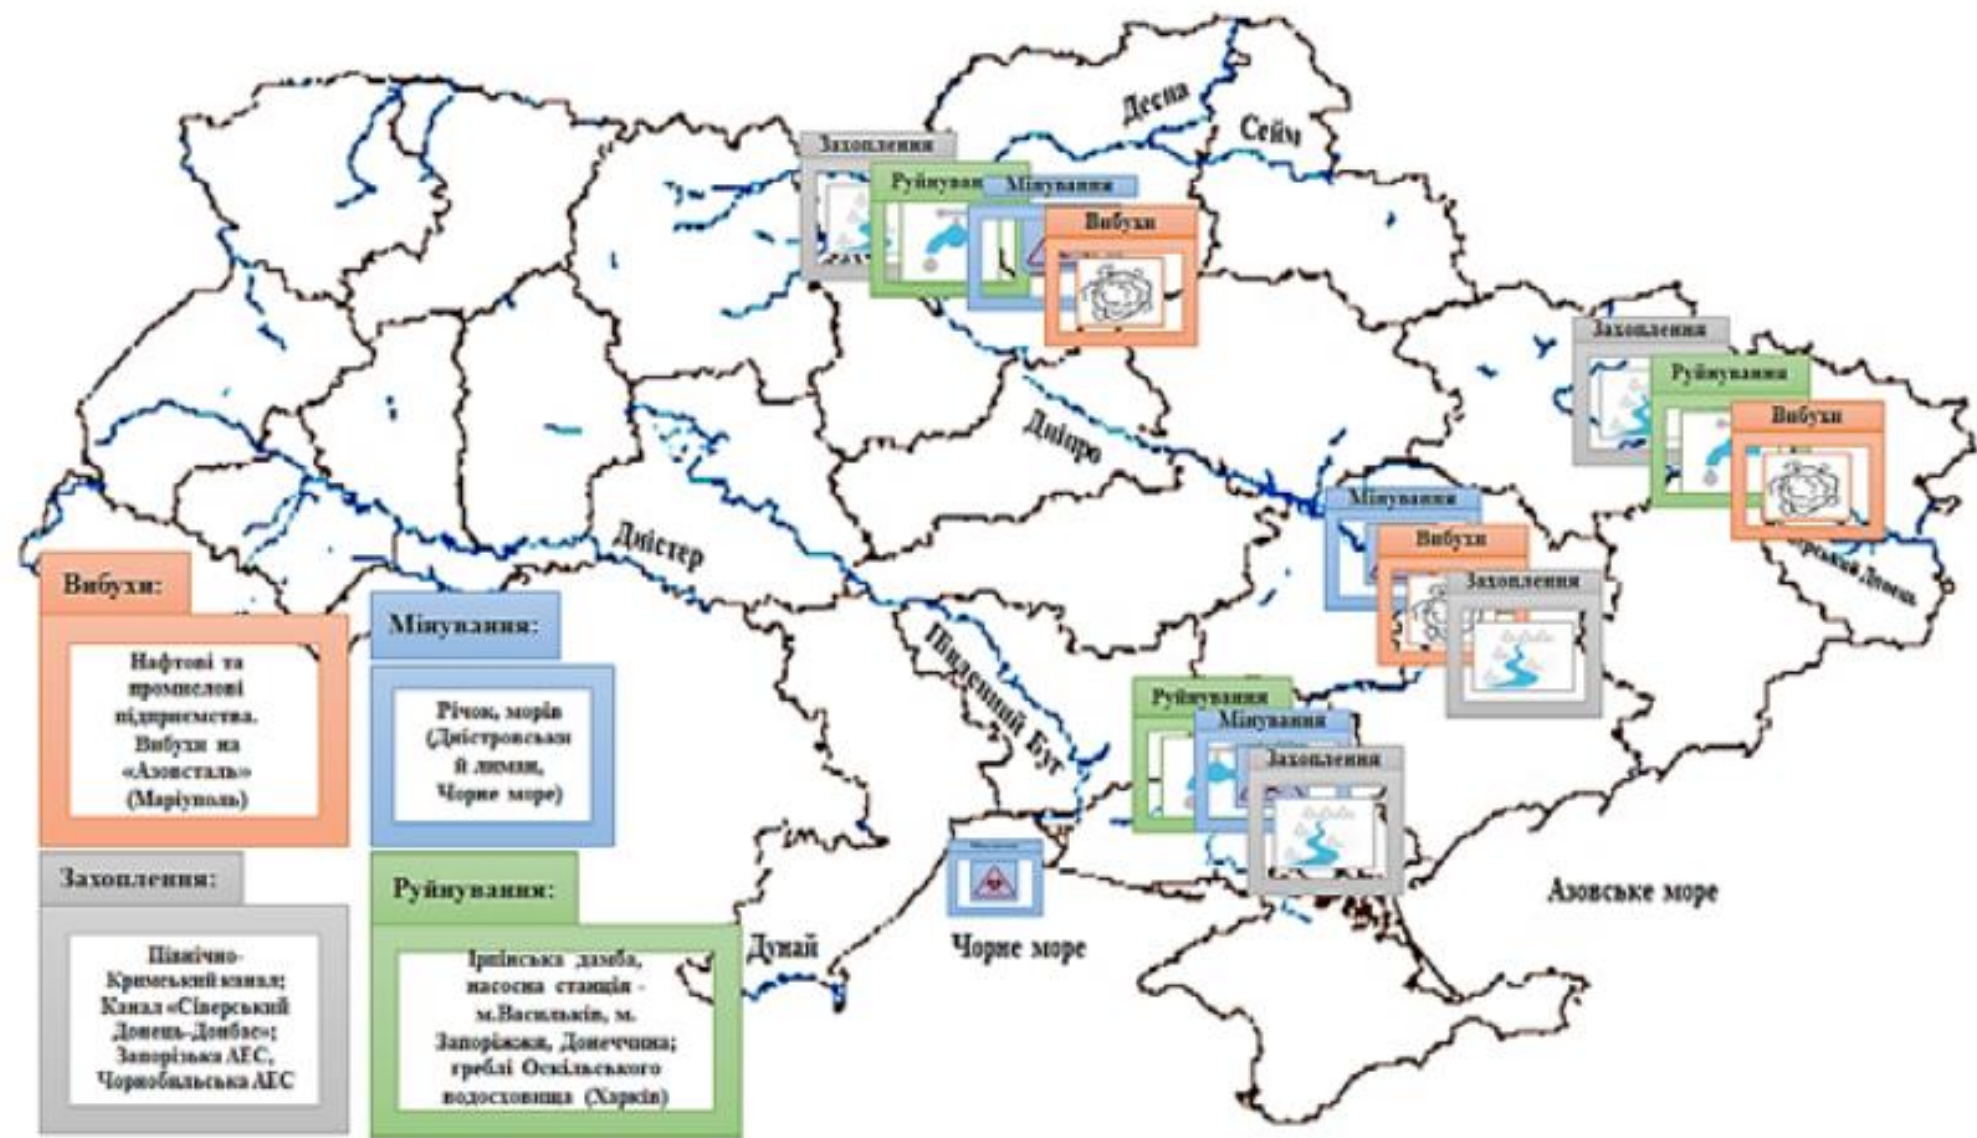 Десна
Сейм
Захоплення
Руйнуван
Мінування
Вибухи
Захоплення
Руйнування
Вибухи
Дніпро
Мінування
Вибухи
Захоплення
ірський Донець
Дністер
Південний Буг
Руйнування
Мінування
Захоплення
Азовське море
Чорне море
Дунай
Вибухи:
Нафтові та
промислові
підприємства.
Вибухи на
«Азовсталь»
(Маріуполь)
Мінування:
Річок, морів
(Дністровськи
й лиман,
Чорне море)
Захоплення:
Північно-
Кримський канал;
Канал «Сіверський
Донець-Донбас»;
Запорізька АЕС,
Чорнобильська АЕС
Руйнування:
Ірпінська дамба,
насосна станція -
м.Васильків, м.
Запоріжжя, Донеччина;
греблі Оскільського
водосховища (Харків)